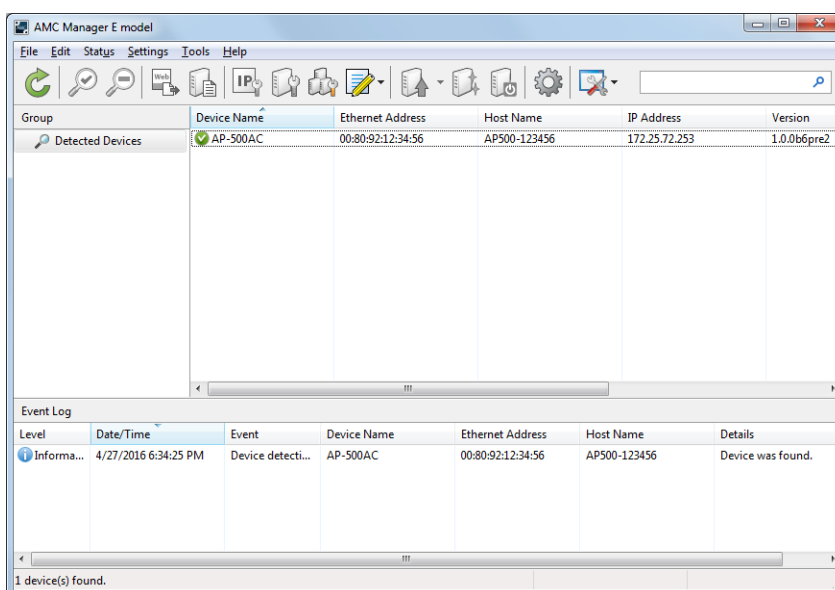 AMC Manager E model
File Edit Status Settings Tools Help
Web IP
Group Device Name Ethernet Address Host Name IP Address Version
Detected Devices AP-500AC 00:80:92:12:34:56 AP500-123456 172.25.72.253 1.0.0b6pre2
Event Log
Level Date/Time Event Device Name Ethernet Address Host Name Details
Informa... 4/27/2016 6:34:25 PM Device detecti... AP-500AC 00:80:92:12:34:56 AP500-123456 Device was found.
1 device(s) found.